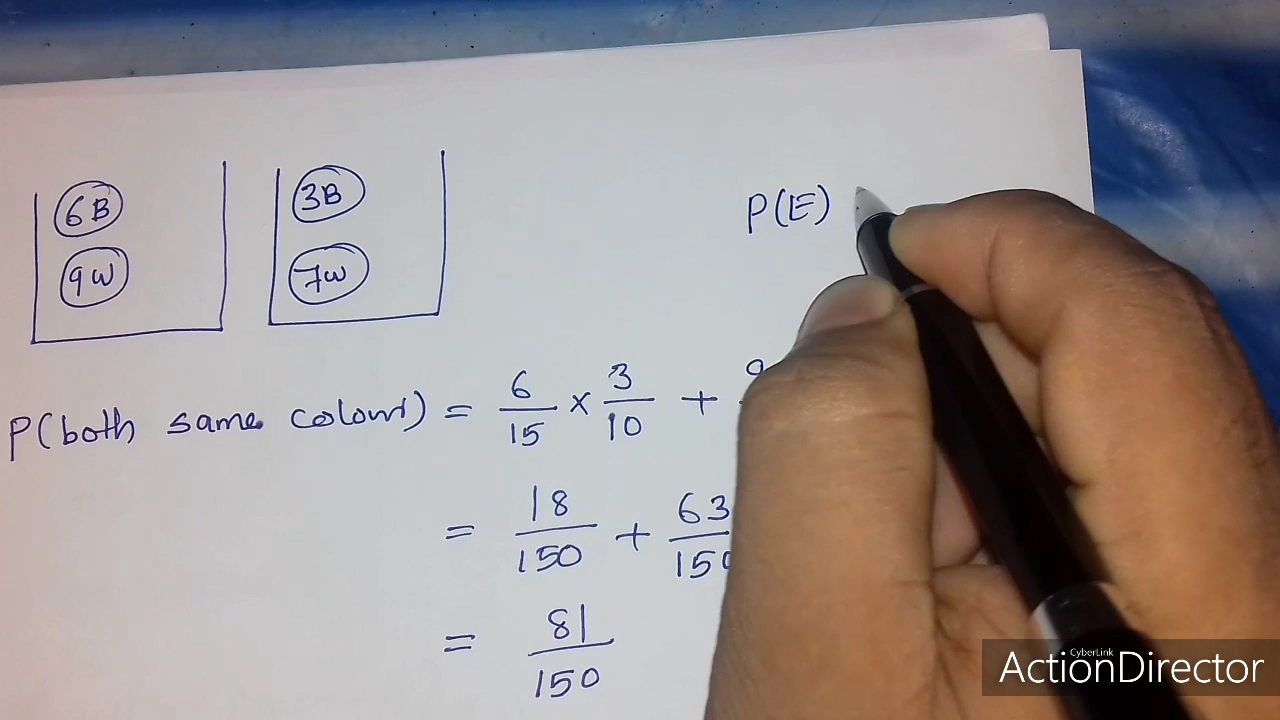 6B 3B
P(E)
9W 7W
P(both same colour) = 6/15 × 3/10 +
= 18/150 + 63/150
= 81/150
CyberLink
ActionDirector